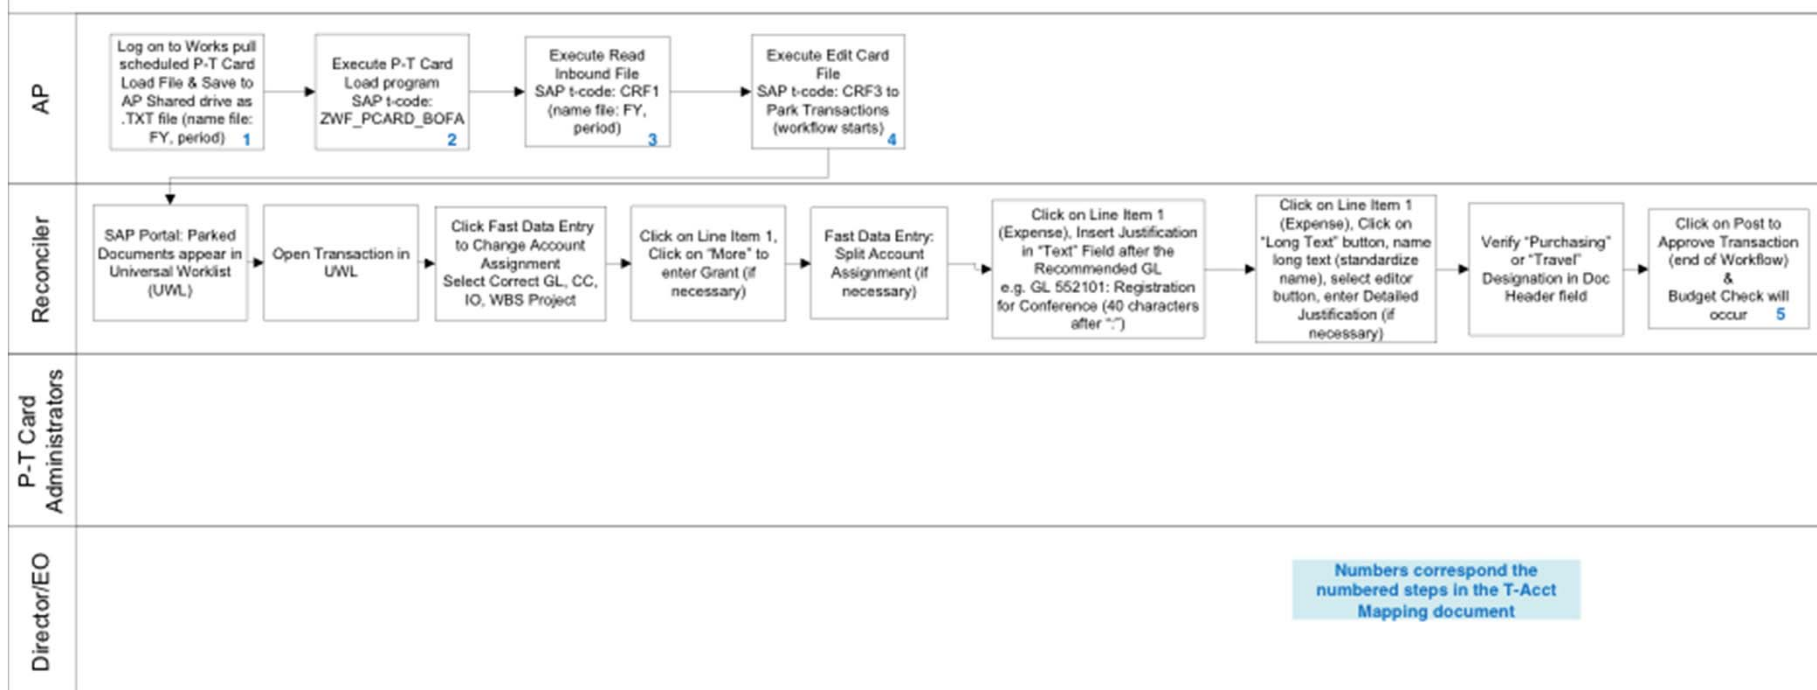 AP
Log on to Works pull
scheduled P-T Card
Load File & Save to
AP Shared drive as
.TXT file (name file:
FY, period) 1
Execute P-T Card
Load program
SAP t-code:
ZWF_PCARD_BOFA
2
Execute Read
Inbound File
SAP t-code: CRF1
(name file: FY,
period)
3
Execute Edit Card
File
SAP t-code: CRF3 to
Park Transactions
(workflow starts)
4
Reconciler
SAP Portal: Parked
Documents appear in
Universal Worklist
(UWL)
Open Transaction in
UWL
Click Fast Data Entry
to Change Account
Assignment
Select Correct GL, CC,
IO, WBS Project
Click on Line Item 1,
Click on "More" to
enter Grant (if
necessary)
Fast Data Entry:
Split Account
Assignment (if
necessary)
Click on Line Item 1
(Expense), Insert Justification
in "Text" Field after the
Recommended GL
e.g. GL 552101: Registration
for Conference (40 characters
after ":")
Click on Line Item 1
(Expense), Click on
"Long Text" button, name
long text (standardize
name), select editor
button, enter Detailed
Justification (if
necessary)
Verify "Purchasing"
or "Travel"
Designation in Doc
Header field
Click on Post to
Approve Transaction
(end of Workflow)
&
Budget Check will
occur 5
P-T Card
Administrators
Director/EO
Numbers correspond the
numbered steps in the T-Acct
Mapping document